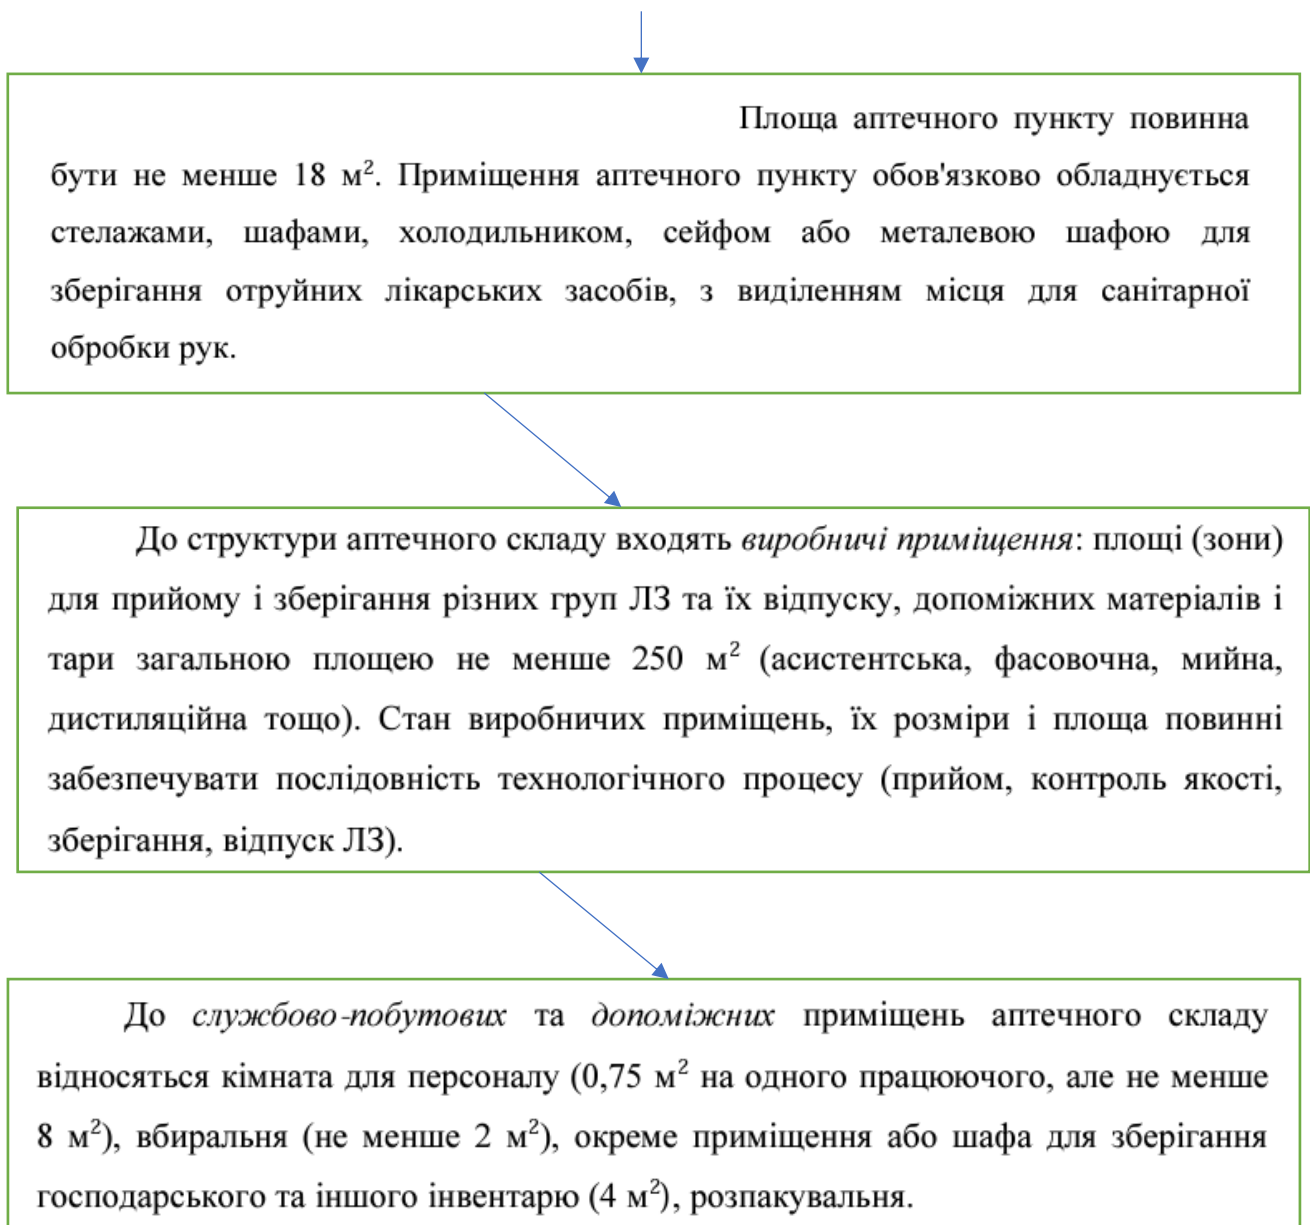 Площа аптечного пункту повинна
бути не менше 18 м². Приміщення аптечного пункту обов'язково обладнується
стелажами, шафами, холодильником, сейфом або металевою шафою для
зберігання отруйних лікарських засобів, з виділенням місця для санітарної
обробки рук.
До структури аптечного складу входять виробничі приміщення: площі (зони)
для прийому і зберігання різних груп ЛЗ та їх відпуску, допоміжних матеріалів і
тари загальною площею не менше 250 м² (асистентська, фасовочна, мийна,
дистиляційна тощо). Стан виробничих приміщень, їх розміри і площа повинні
забезпечувати послідовність технологічного процесу (прийом, контроль якості,
зберігання, відпуск ЛЗ).
До службово-побутових та допоміжних приміщень аптечного складу
відносяться кімната для персоналу (0,75 м² на одного працюючого, але не менше
8 м²), вбиральня (не менше 2 м²), окреме приміщення або шафа для зберігання
господарського та іншого інвентарю (4 м²), розпакувальня.